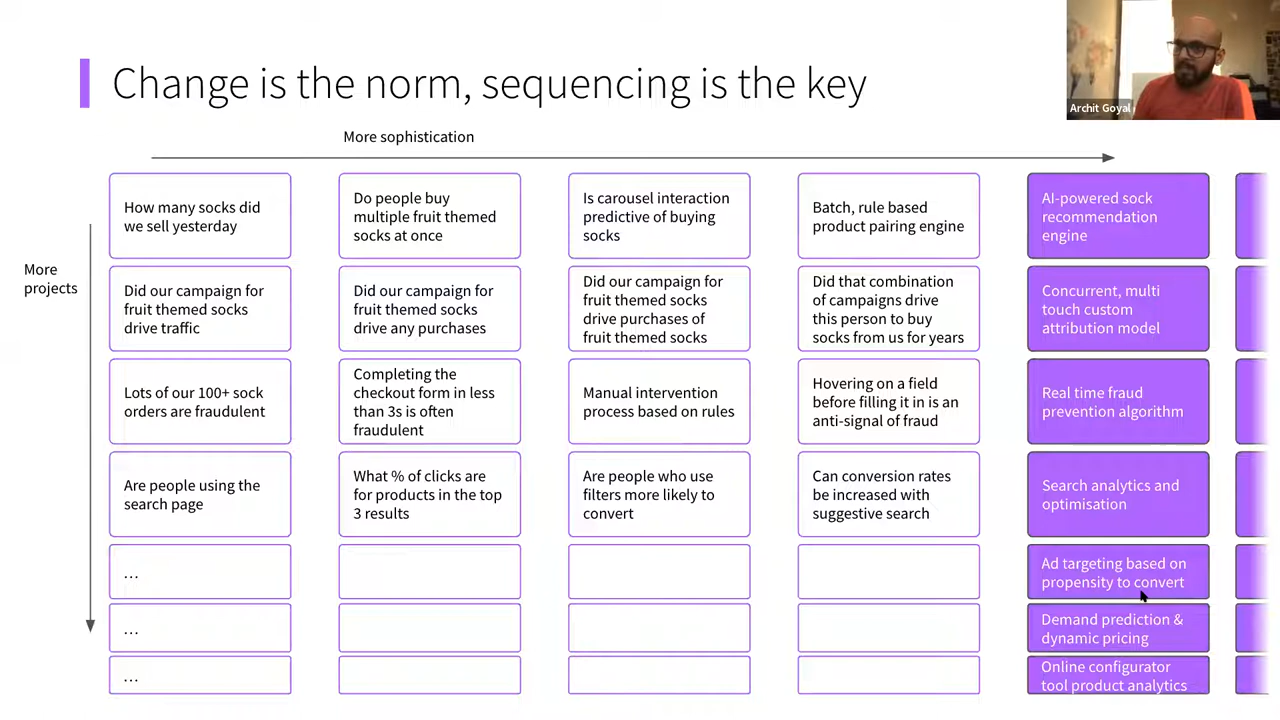 Archit Goyal
Change is the norm, sequencing is the key
More sophistication
More
projects
How many socks did
we sell yesterday
Do people buy
multiple fruit themed
socks at once
Is carousel interaction
predictive of buying
socks
Batch, rule based
product pairing engine
AI-powered sock
recommendation
engine
Did our campaign for
fruit themed socks
drive traffic
Did our campaign for
fruit themed socks
drive any purchases
Did our campaign for
fruit themed socks
drive purchases of
fruit themed socks
Did that combination
of campaigns drive
this person to buy
socks from us for years
Concurrent, multi
touch custom
attribution model
Lots of our 100+ sock
orders are fraudulent
Completing the
checkout form in less
than 3s is often
fraudulent
Manual intervention
process based on rules
Hovering on a field
before filling it in is an
anti-signal of fraud
Real time fraud
prevention algorithm
Are people using the
search page
What % of clicks are
for products in the top
3 results
Are people who use
filters more likely to
convert
Can conversion rates
be increased with
suggestive search
Search analytics and
optimisation
...
Ad targeting based on
propensity to convert
...
Demand prediction &
dynamic pricing
...
Online configurator
tool product analytics